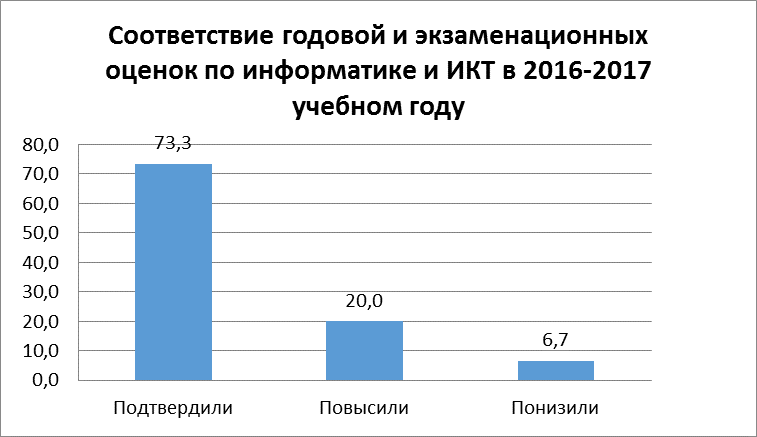 Соответствие годовой и экзаменационных
оценок по информатике и ИКТ в 2016-2017
учебном году
80,0
70,0
60,0
50,0
40,0
30,0
20,0
10,0
0,0
73,3
20,0
6,7
Подтвердили
Повысили
Понизили